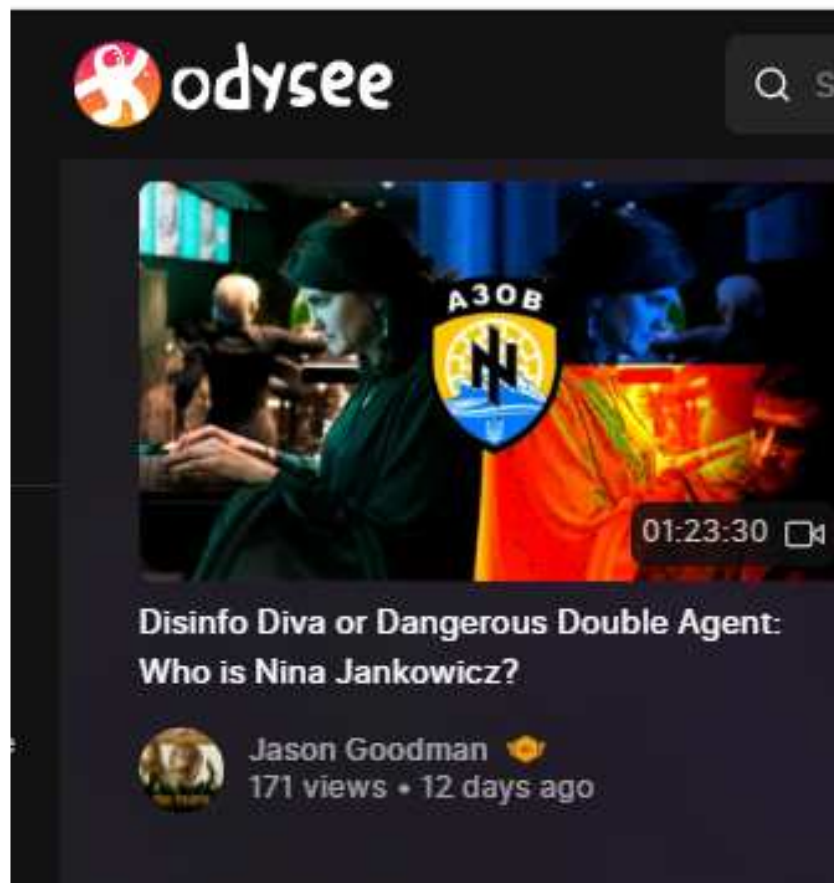 odysee
S
АЗОВ
01:23:30
Disinfo Diva or Dangerous Double Agent:
Who is Nina Jankowicz?
e
Jason Goodman
171 views • 12 days ago